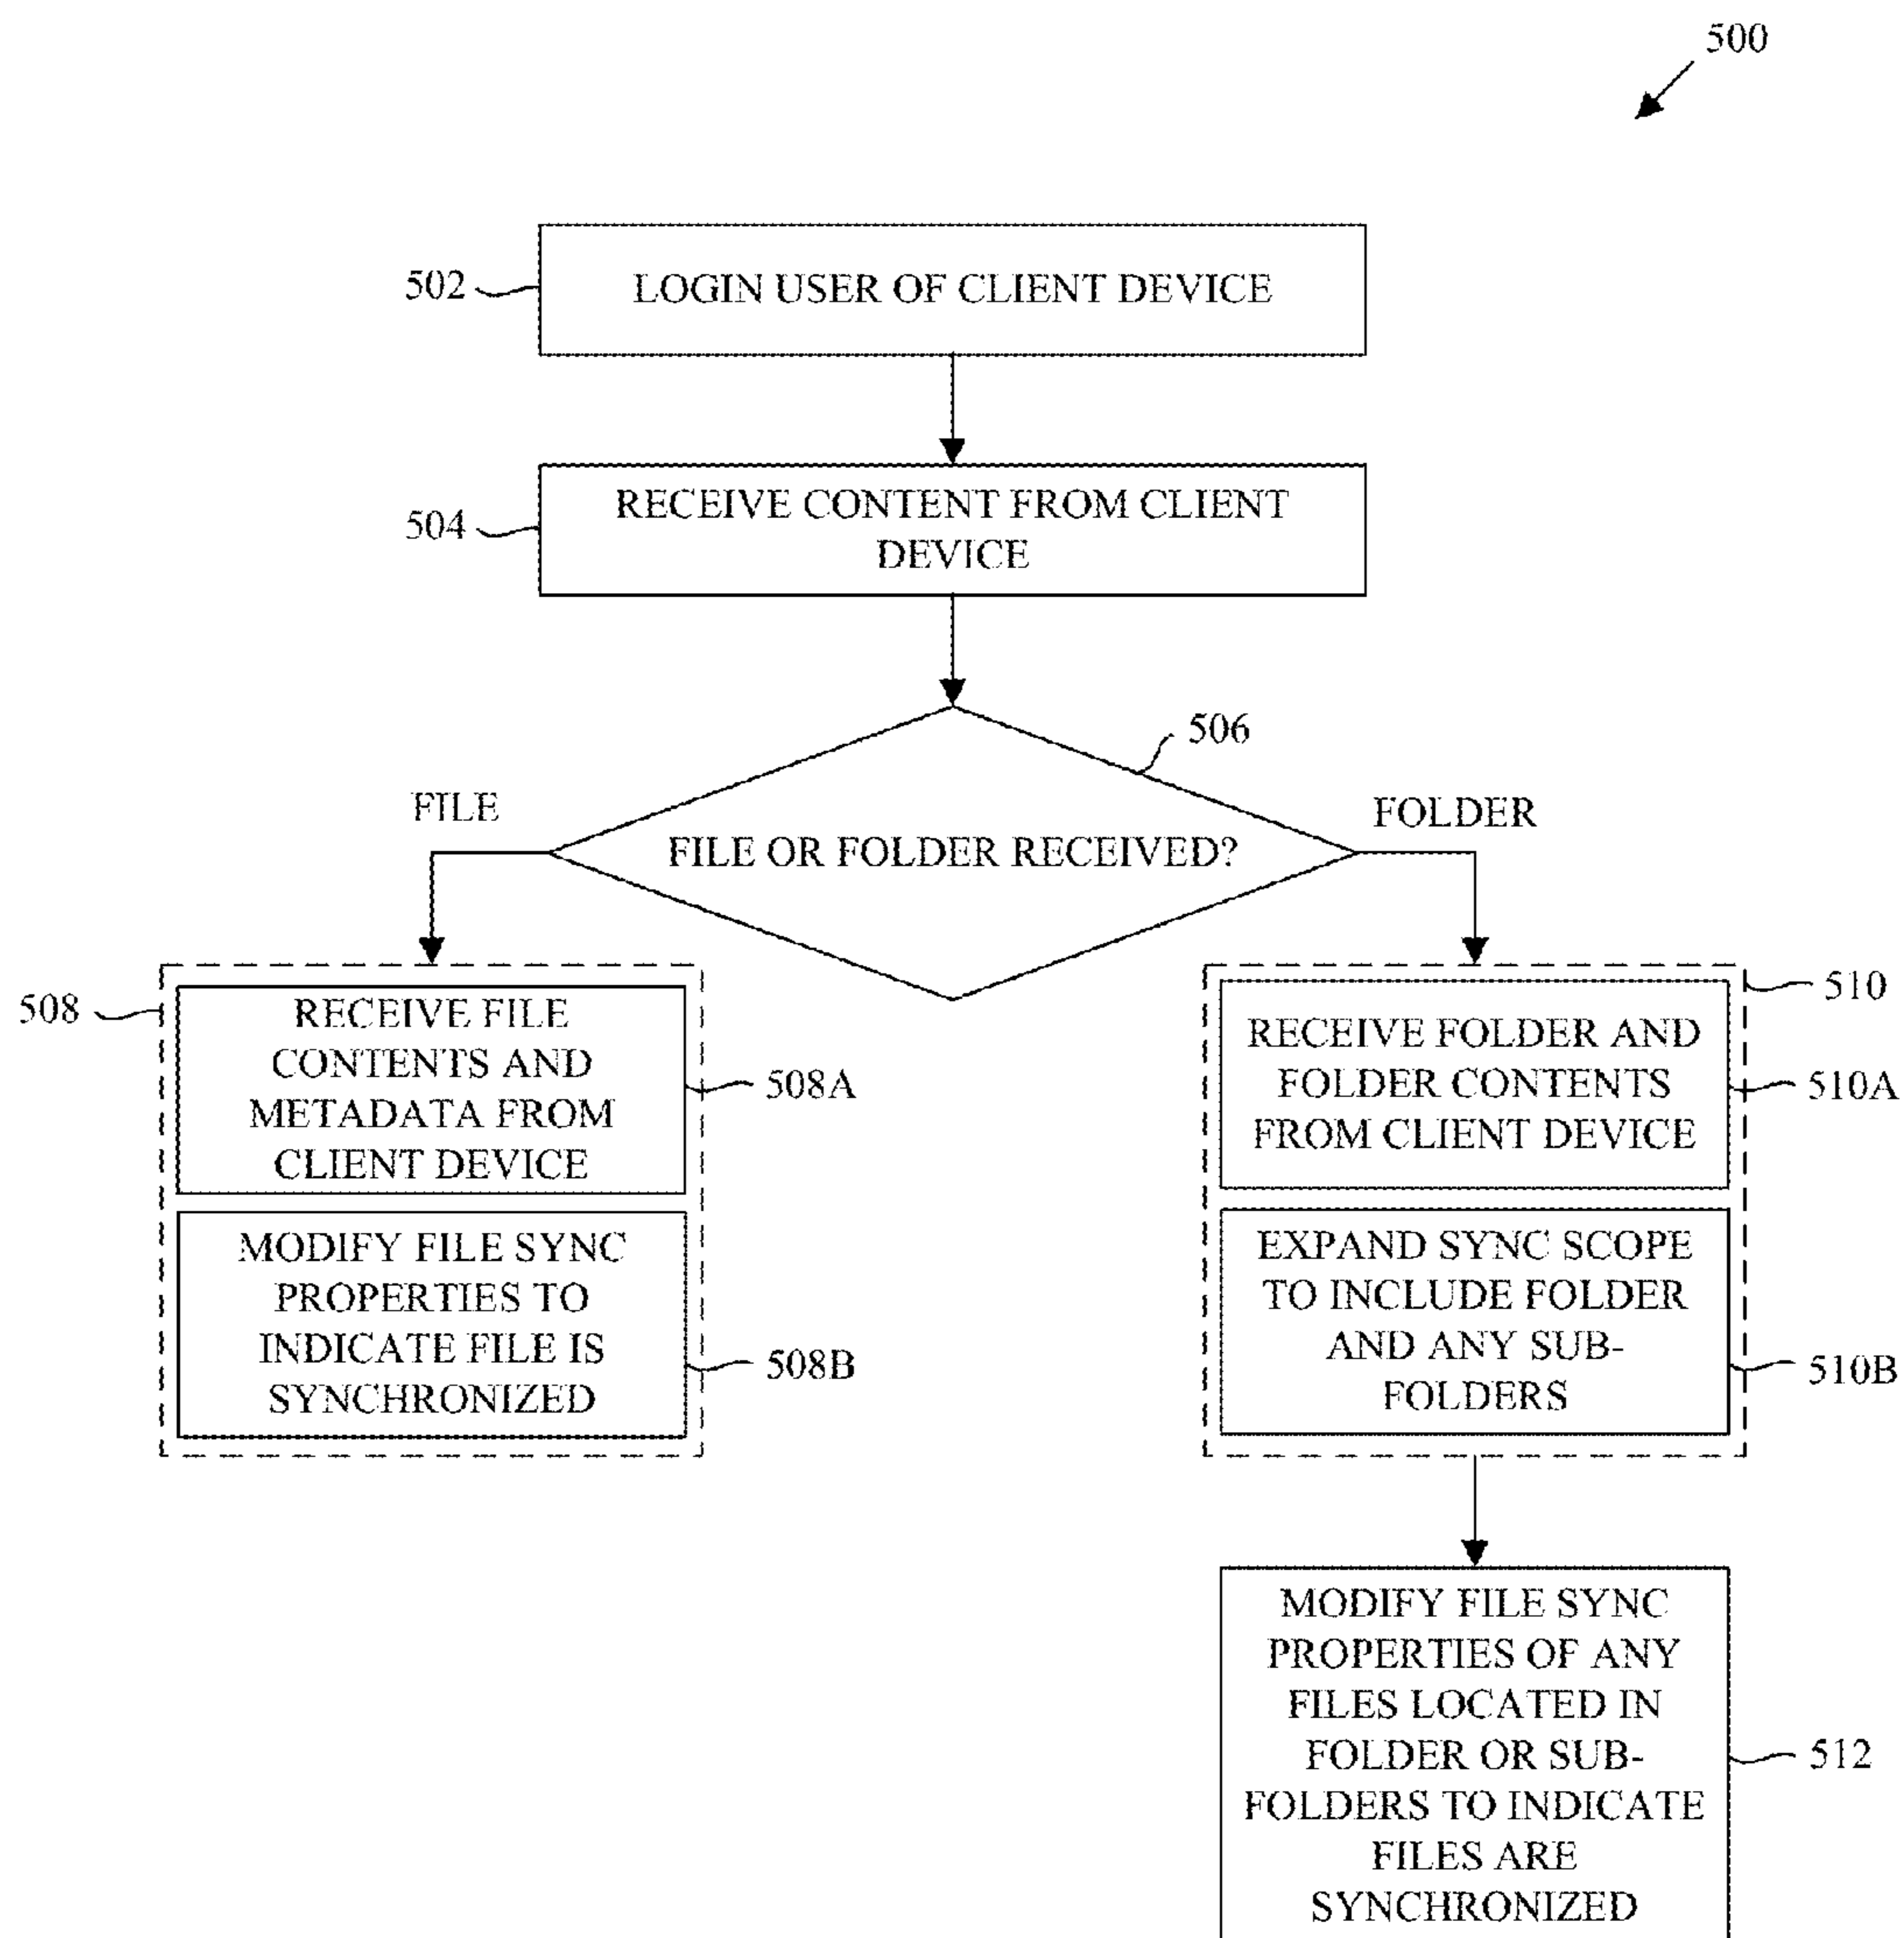 500
502
LOGIN USER OF CLIENT DEVICE
504
RECEIVE CONTENT FROM CLIENT
DEVICE
506
FILE
FOLDER
FILE OR FOLDER RECEIVED?
508
RECEIVE FILE
CONTENTS AND
METADATA FROM
CLIENT DEVICE
508A
MODIFY FILE SYNC
PROPERTIES TO
INDICATE FILE IS
SYNCHRONIZED
508B
510
RECEIVE FOLDER AND
FOLDER CONTENTS
FROM CLIENT DEVICE
510A
EXPAND SYNC SCOPE
TO INCLUDE FOLDER
AND ANY SUB-
FOLDERS
510B
MODIFY FILE SYNC
PROPERTIES OF ANY
FILES LOCATED IN
FOLDER OR SUB-
FOLDERS TO INDICATE
FILES ARE
SYNCHRONIZED
512